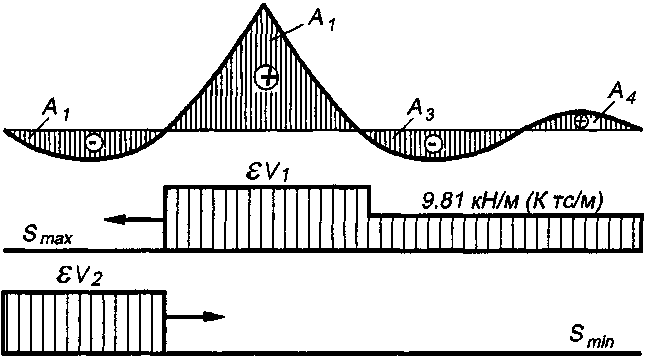 A₁
A₁
+
A₃
A₄
-
-
+
εV₁
9.81 кН/м (К тс/м)
Smax
εV₂
Smin